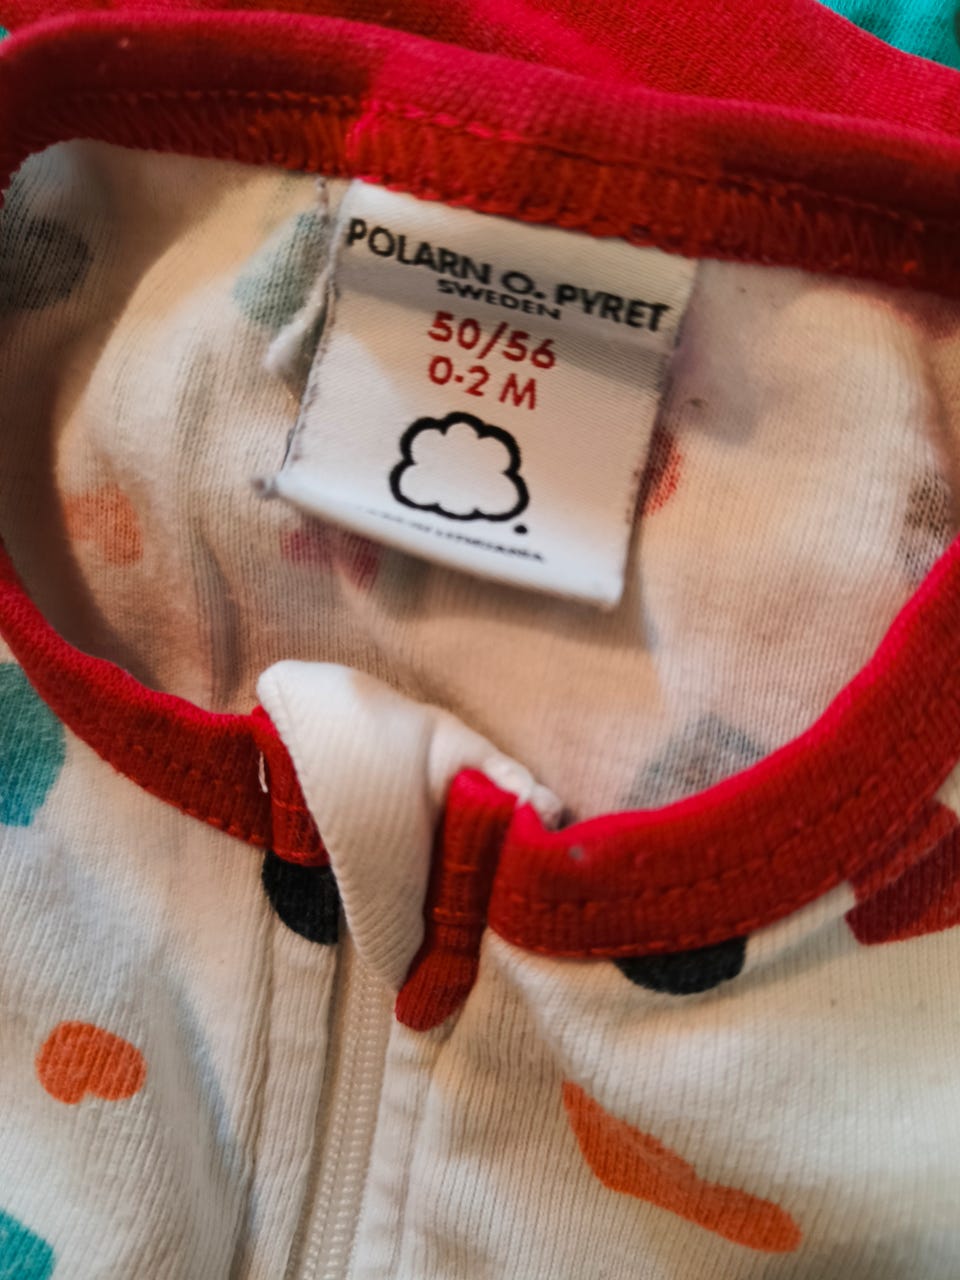 POLARN O. PYRET
SWEDEN
50/56
0-2 M